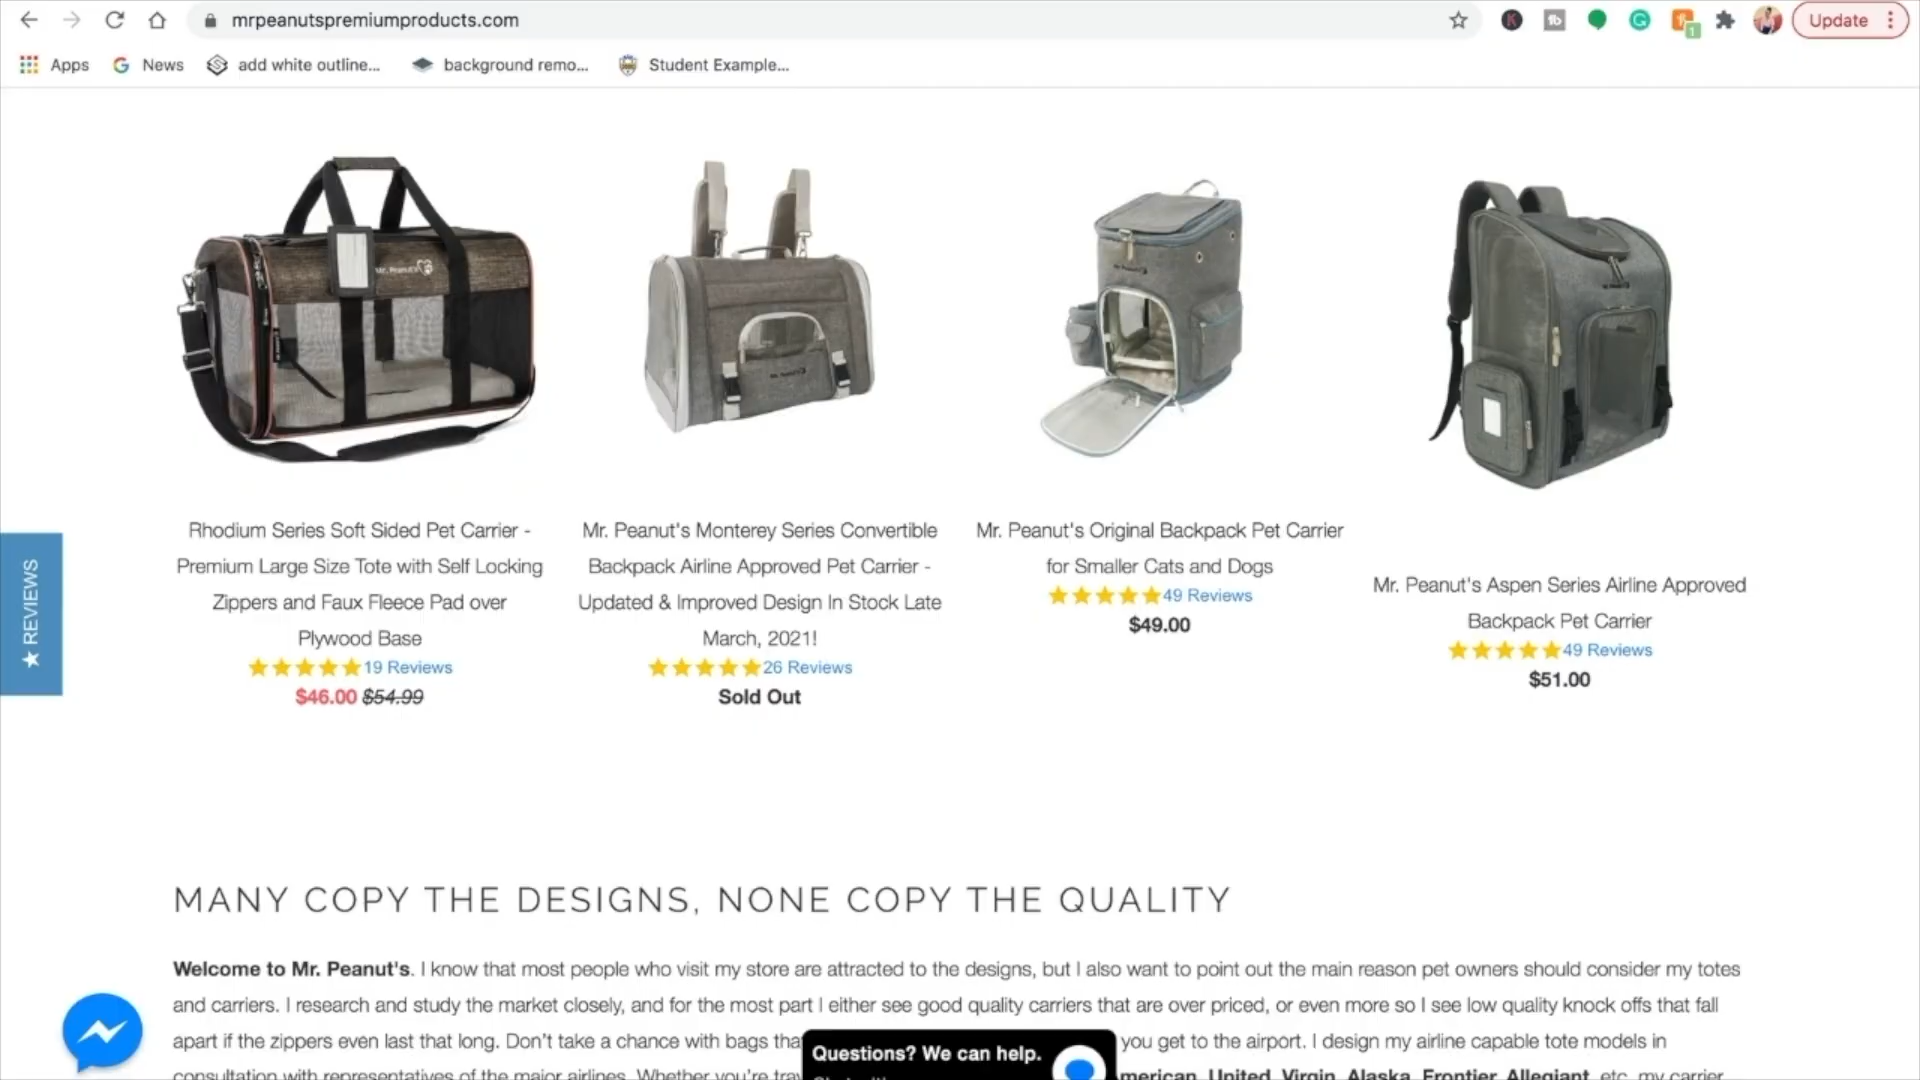 mrpeanutspremiumproducts.com
Update
Apps
News
add white outline...
background remo...
Student Example...
Mr. Peanut's
Rhodium Series Soft Sided Pet Carrier -
Premium Large Size Tote with Self Locking
Zippers and Faux Fleece Pad over
Plywood Base
19 Reviews
$46.00 $54.99
Mr. Peanut's Monterey Series Convertible
Backpack Airline Approved Pet Carrier -
Updated & Improved Design In Stock Late
March, 2021!
26 Reviews
Sold Out
Mr. Peanut's Original Backpack Pet Carrier
for Smaller Cats and Dogs
49 Reviews
$49.00
Mr. Peanut's Aspen Series Airline Approved
Backpack Pet Carrier
49 Reviews
$51.00
★ REVIEWS
MANY COPY THE DESIGNS, NONE COPY THE QUALITY
Welcome to Mr. Peanut's. I know that most people who visit my store are attracted to the designs, but I also want to point out the main reason pet owners should consider my totes
and carriers. I research and study the market closely, and for the most part I either see good quality carriers that are over priced, or even more so I see low quality knock offs that fall
apart if the zippers even last that long. Don't take a chance with bags tha you get to the airport. I design my airline capable tote models in
consultation with representatives of the major airlines. Whether you're trav merican, United, Virgin, Alaska, Frontier, Allegiant, etc, my carrier
Questions? We can help.